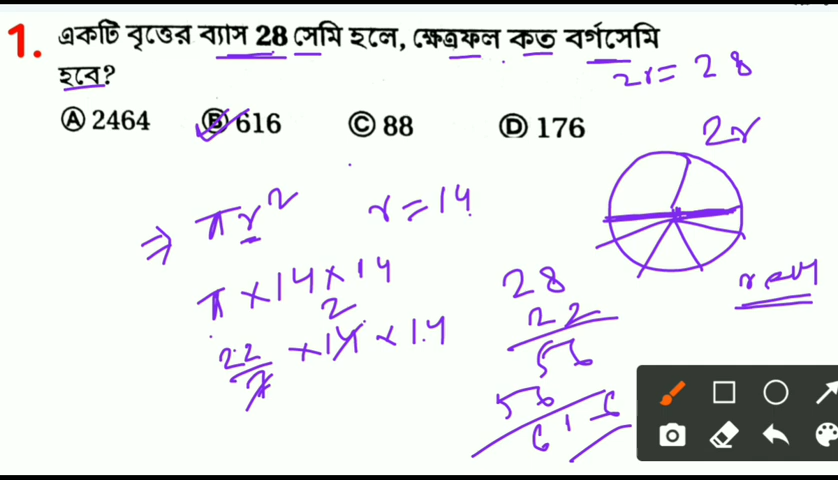 1. একটি বৃত্তের ব্যাস 28 সেমি হলে, ক্ষেত্রফল কত বর্গসেমি
হবে?
2r = 28
Ⓐ 2464 Ⓑ 616 Ⓒ 88 Ⓓ 176
2r
⇒ πr² r = 14
π × 14 × 14
2
22/7 × 14 × 14
28
22
56
56
616